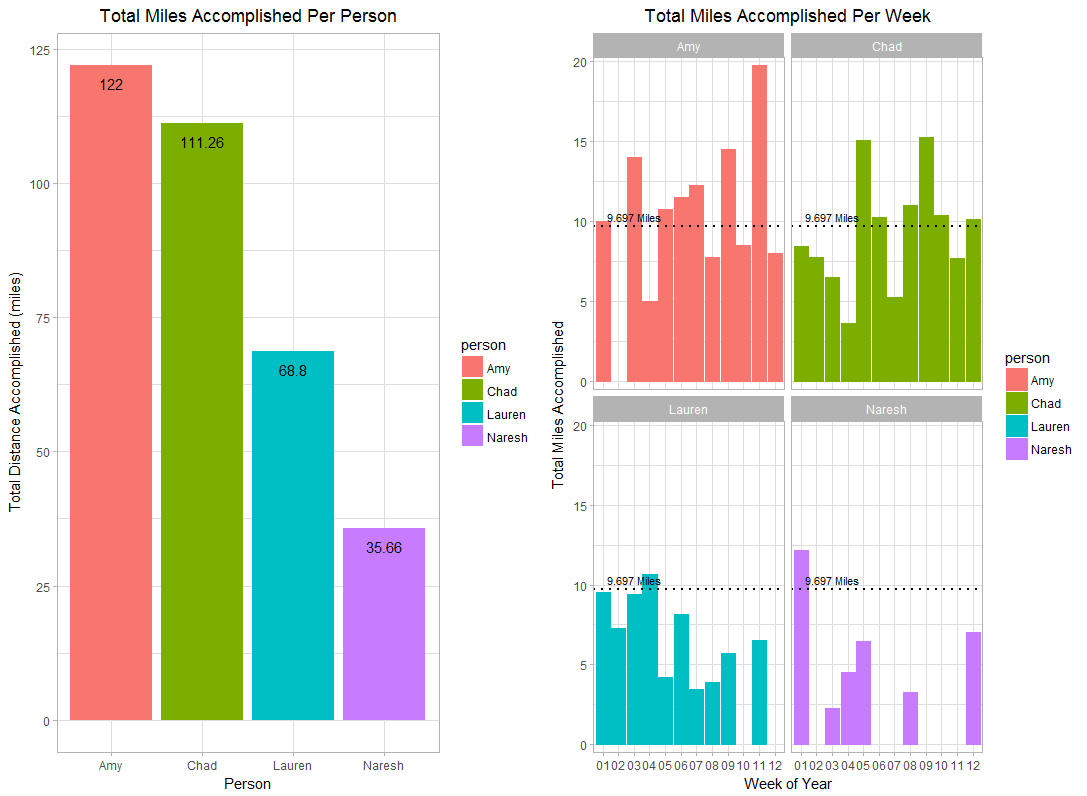 Total Miles Accomplished Per Person
Total Distance Accomplished (miles)
125
100
75
50
25
0
122
111.26
68.8
35.66
Amy
Chad
Lauren
Naresh
Person
person
Amy
Chad
Lauren
Naresh
Total Miles Accomplished Per Week
Total Miles Accomplished
Amy
Chad
20
15
10
5
0
9.697 Miles
9.697 Miles
Lauren
Naresh
20
15
10
5
0
9.697 Miles
9.697 Miles
01 02 03 04 05 06 07 08 09 10 11 12
01 02 03 04 05 06 07 08 09 10 11 12
Week of Year
person
Amy
Chad
Lauren
Naresh